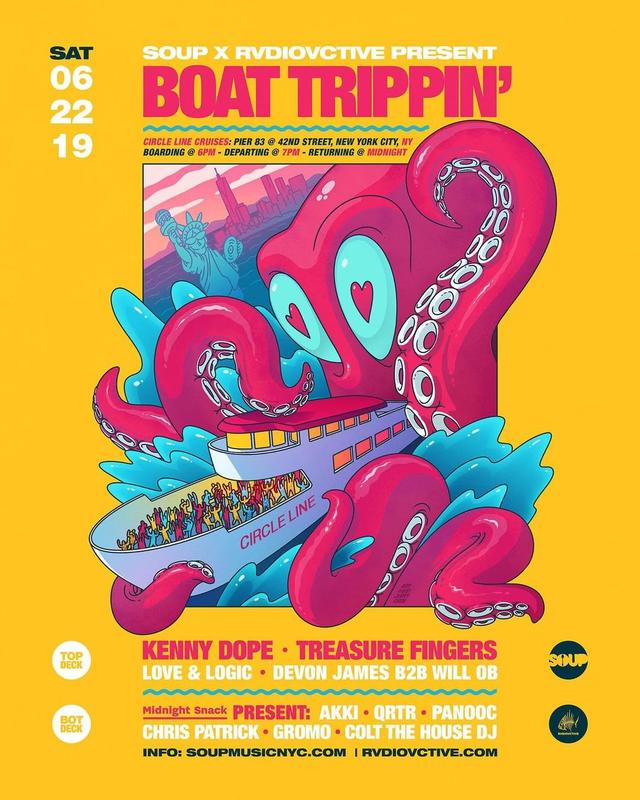 SAT
06
22
19
SOUP X RVDIOVCTIVE PRESENT
BOAT TRIPPIN'
CIRCLE LINE CRUISES: PIER 83 @ 42ND STREET, NEW YORK CITY, NY
BOARDING @ 6PM - DEPARTING @ 7PM - RETURNING @ MIDNIGHT
CIRCLE LINE
TOP
DECK
KENNY DOPE • TREASURE FINGERS
LOVE & LOGIC • DEVON JAMES B2B WILL OB
SOUP
BOT
DECK
Midnight Snack PRESENT: AKKI • QRTR • PANOOC
CHRIS PATRICK • GROMO • COLT THE HOUSE DJ
RVDIOVCTIVE
INFO: SOUPMUSICNYC.COM | RVDIOVCTIVE.COM